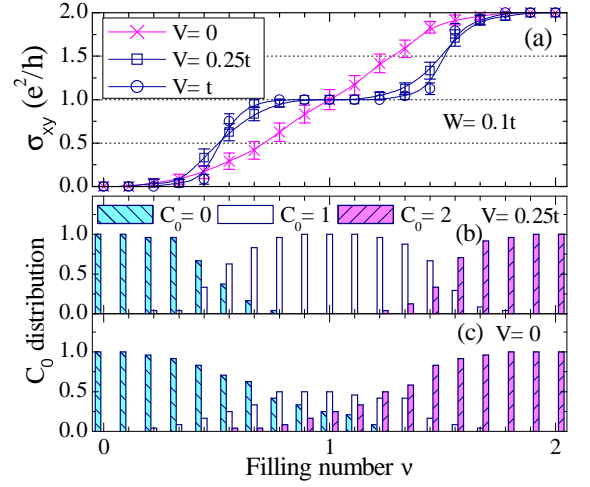 2.0
(a)
V= 0
1.5
V= 0.25t
V= t
1.0
W= 0.1t
0.5
0.0
σxy (e²/h)
C₀= 0 C₀= 1 C₀= 2 V= 0.25t
1.0
(b)
0.5
0.0
(c) V= 0
1.0
0.5
0.0
C₀ distribution
0 1 2
Filling number ν